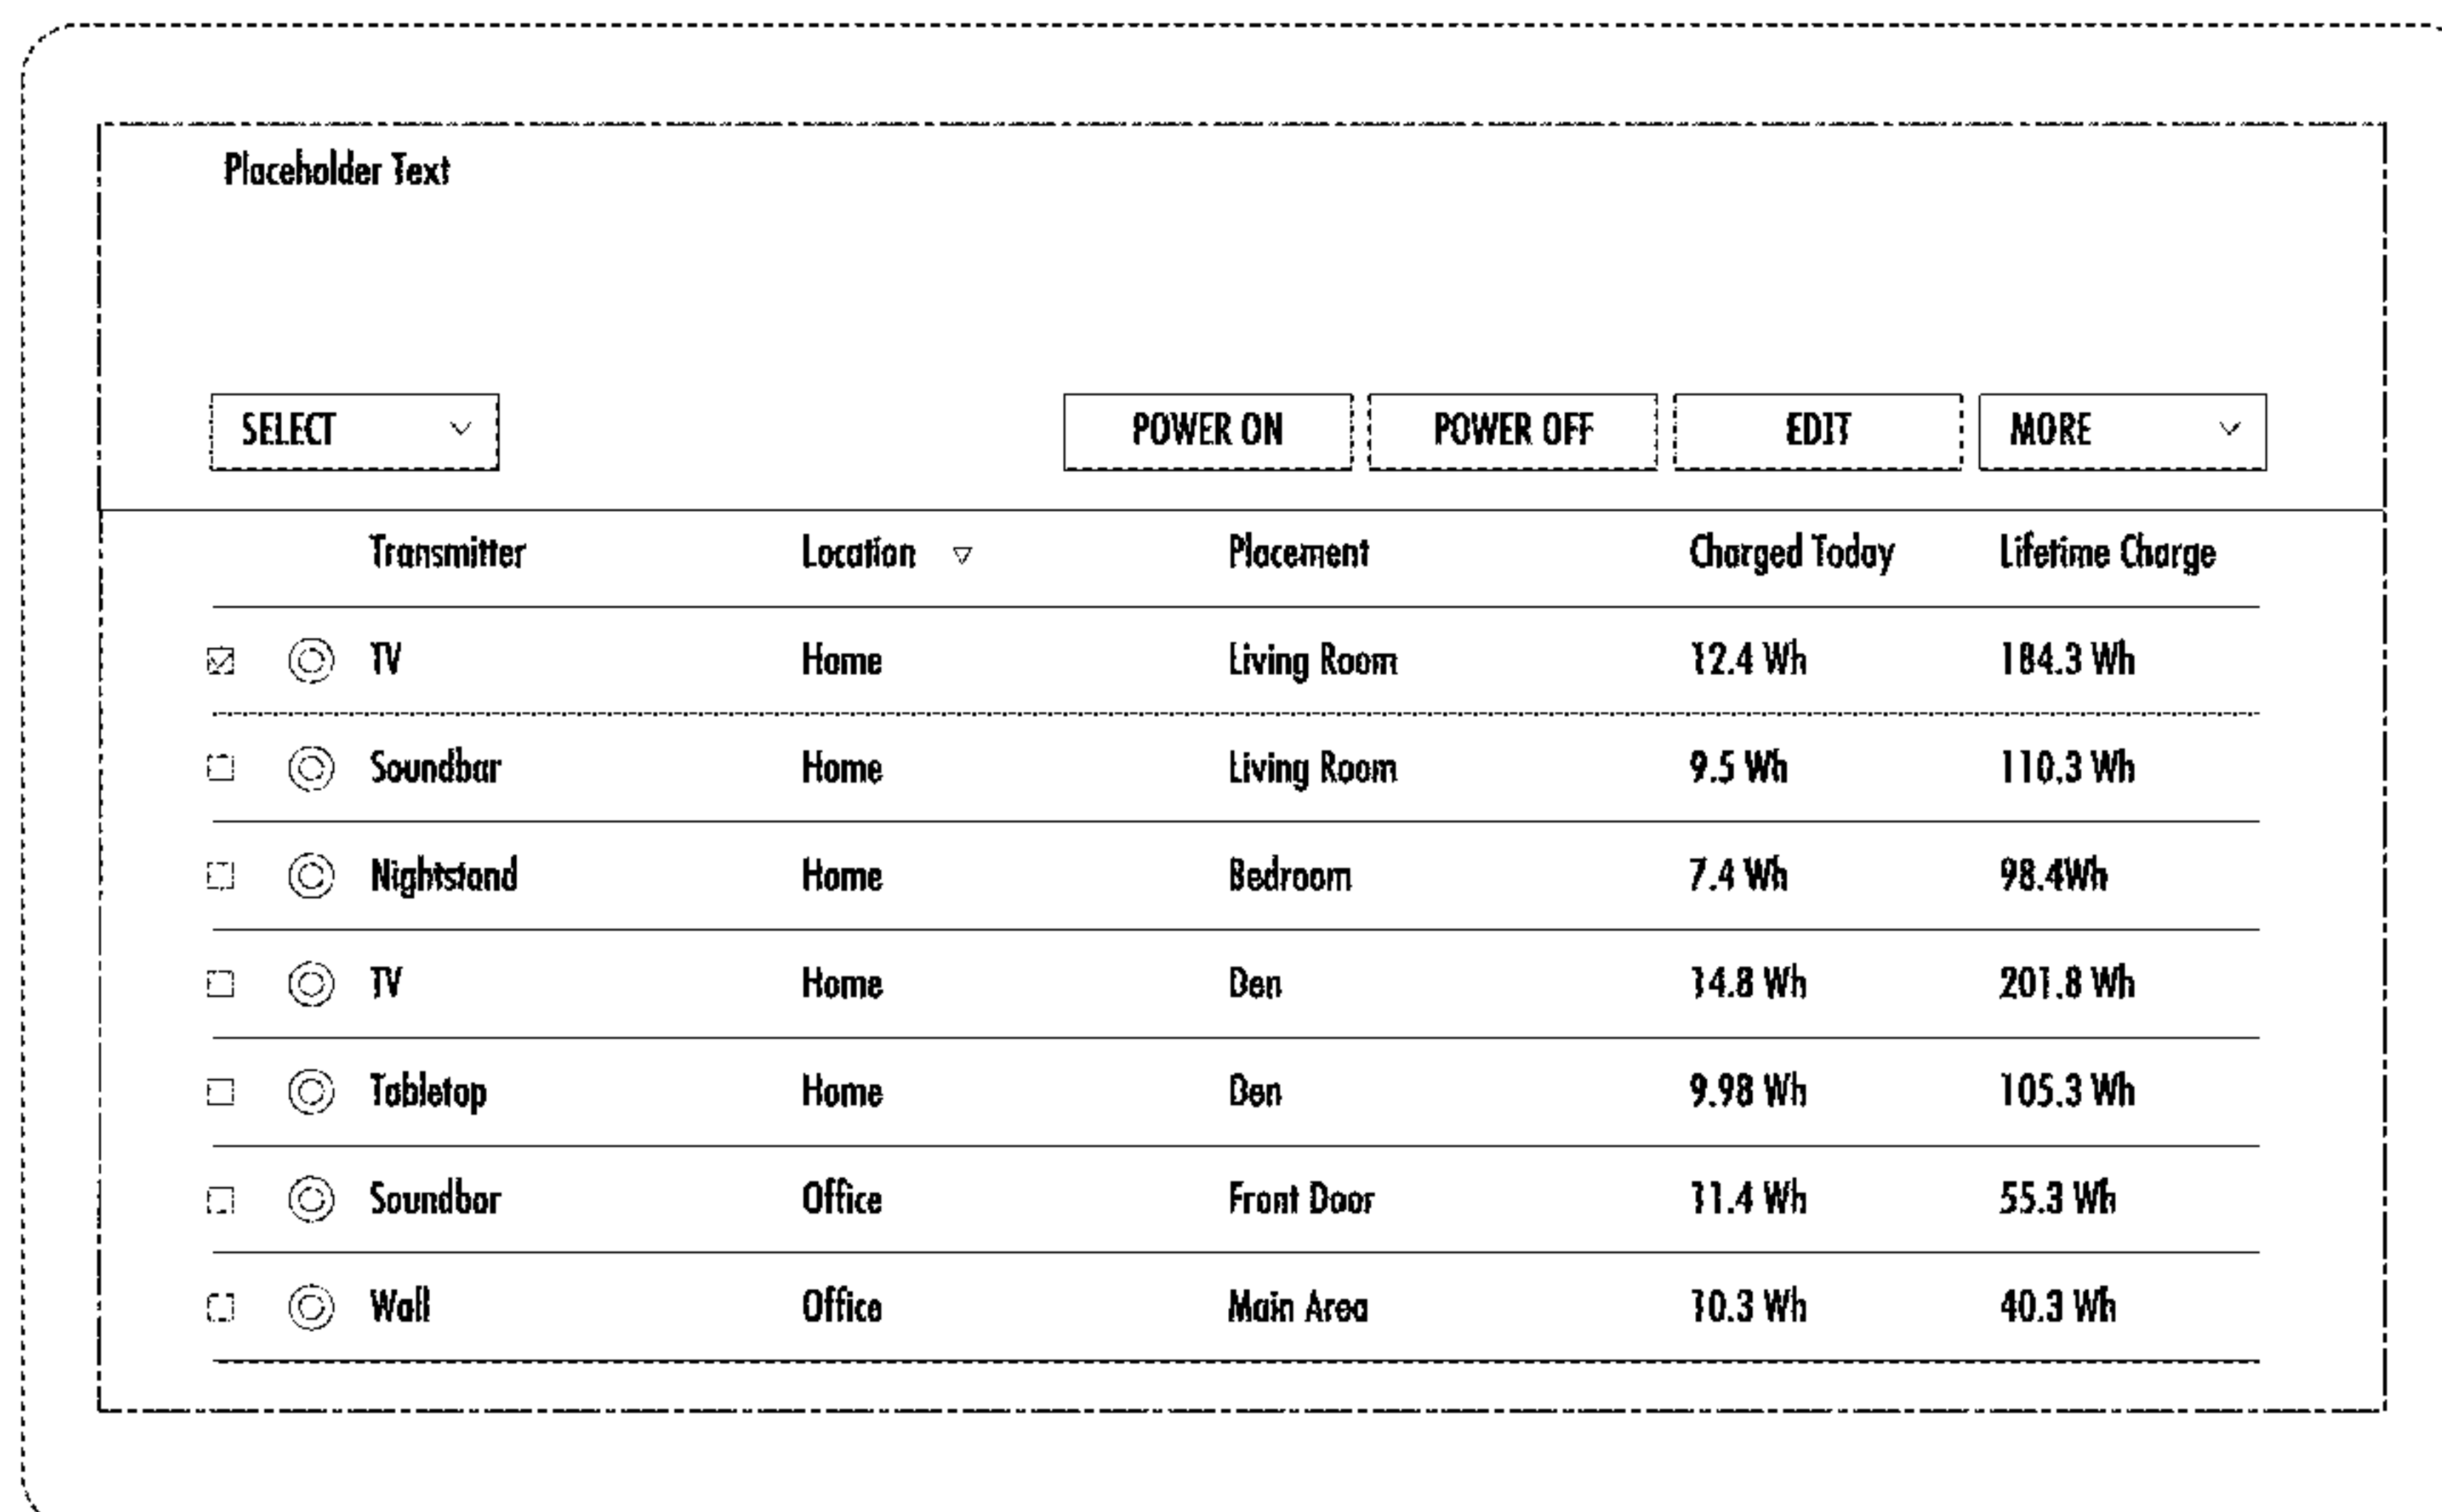 Placeholder Text
SELECT POWER ON POWER OFF EDIT MORE
Transmitter Location Placement Charged Today Lifetime Charge
TV Home Living Room 12.4 Wh 184.3 Wh
Soundbar Home Living Room 9.5 Wh 110.3 Wh
Nightstand Home Bedroom 7.4 Wh 98.4Wh
TV Home Den 14.8 Wh 201.8 Wh
Tabletop Home Den 9.98 Wh 105.3 Wh
Soundbar Office Front Door 11.4 Wh 55.3 Wh
Wall Office Main Area 10.3 Wh 40.3 Wh